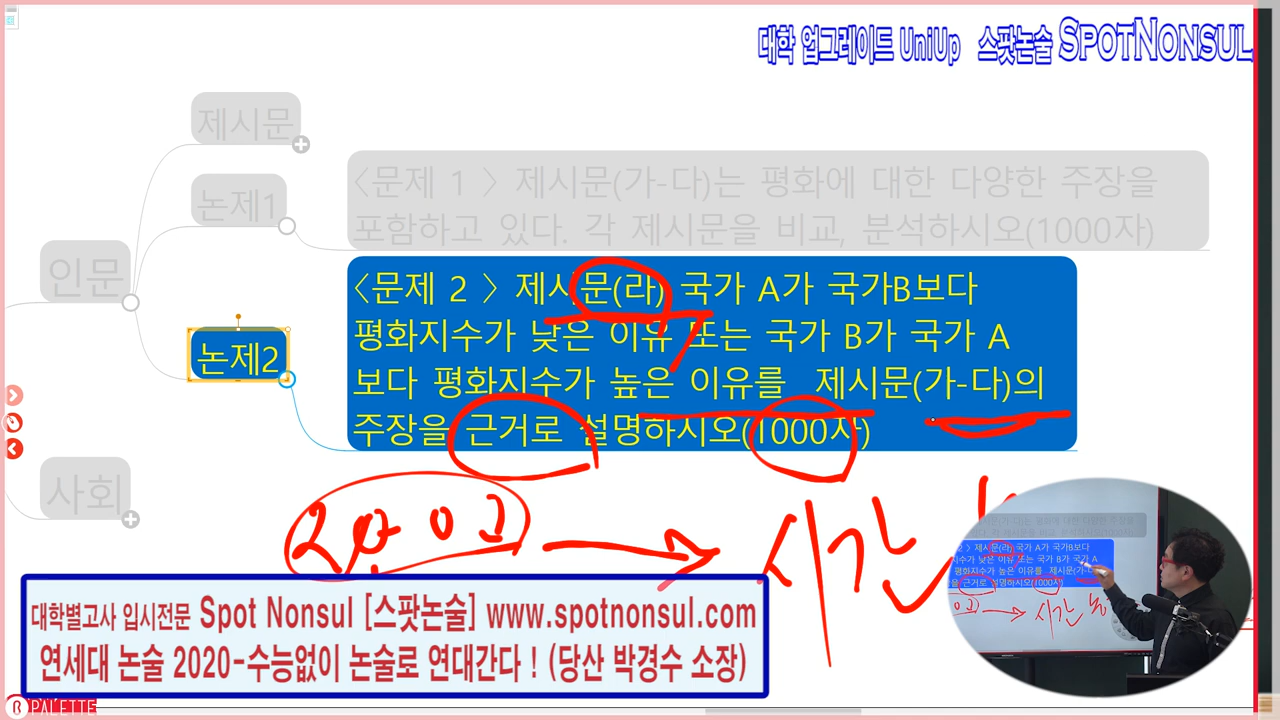 대학 업그레이드 UniUp 스팟논술 SPOTNONSUL
제시문
논제1
<문제 1 > 제시문(가-다)는 평화에 대한 다양한 주장을
포함하고 있다. 각 제시문을 비교, 분석하시오(1000자)
인문
<문제 2 > 제시문(라) 국가 A가 국가B보다
평화지수가 낮은 이유 또는 국가 B가 국가 A
보다 평화지수가 높은 이유를 제시문(가-다)의
주장을 근거로 설명하시오(1000자)
논제2
사회
시간
대학별고사 입시전문 Spot Nonsul [스팟논술] www.spotnonsul.com
연세대 논술 2020-수능없이 논술로 연대간다 ! (당산 박경수 소장)
PALETTE